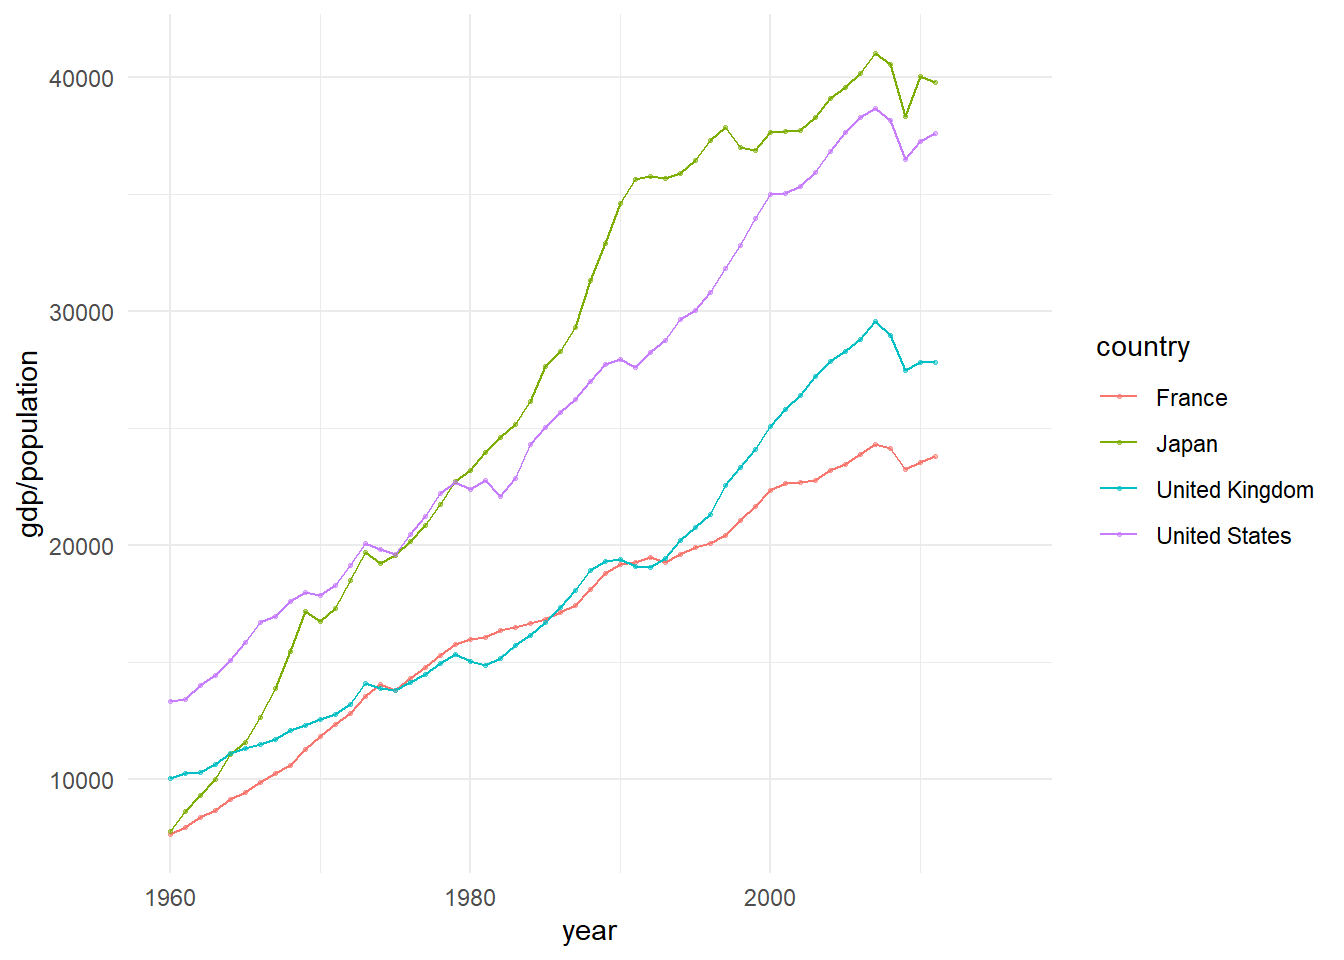 40000
30000
20000
10000
gdp/population
1960
1980
2000
year
country
France
Japan
United Kingdom
United States